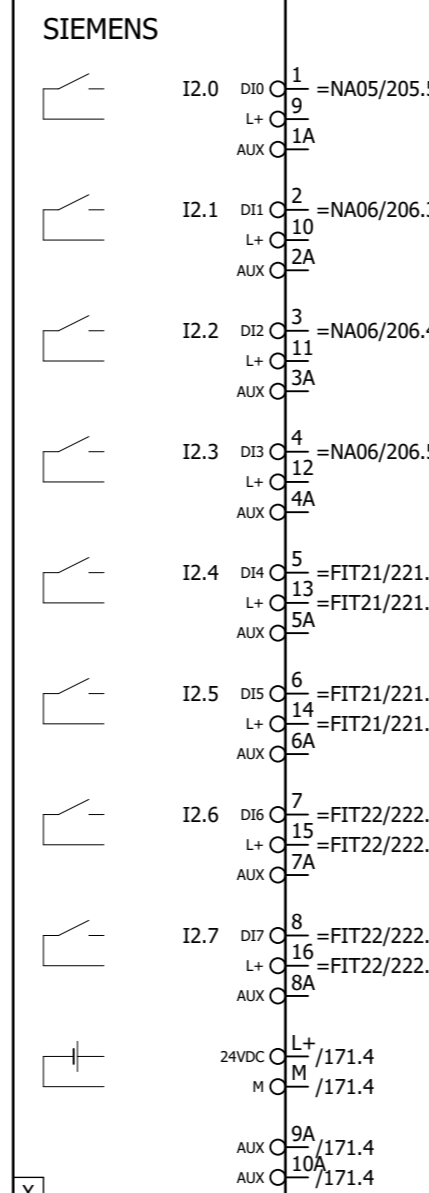 SIEMENS
I2.0 DI0 1 =NA05/205.5
L+ 9
AUX 1A
I2.1 DI1 2 =NA06/206.3
L+ 10
AUX 2A
I2.2 DI2 3 =NA06/206.4
L+ 11
AUX 3A
I2.3 DI3 4 =NA06/206.5
L+ 12
AUX 4A
I2.4 DI4 5 =FIT21/221.
L+ 13 =FIT21/221.
AUX 5A
I2.5 DI5 6 =FIT21/221.
L+ 14 =FIT21/221.
AUX 6A
I2.6 DI6 7 =FIT22/222.
L+ 15 =FIT22/222.
AUX 7A
I2.7 DI7 8 =FIT22/222.
L+ 16 =FIT22/222.
AUX 8A
24VDC L+ /171.4
M M /171.4
AUX 9A /171.4
AUX 10A /171.4
X